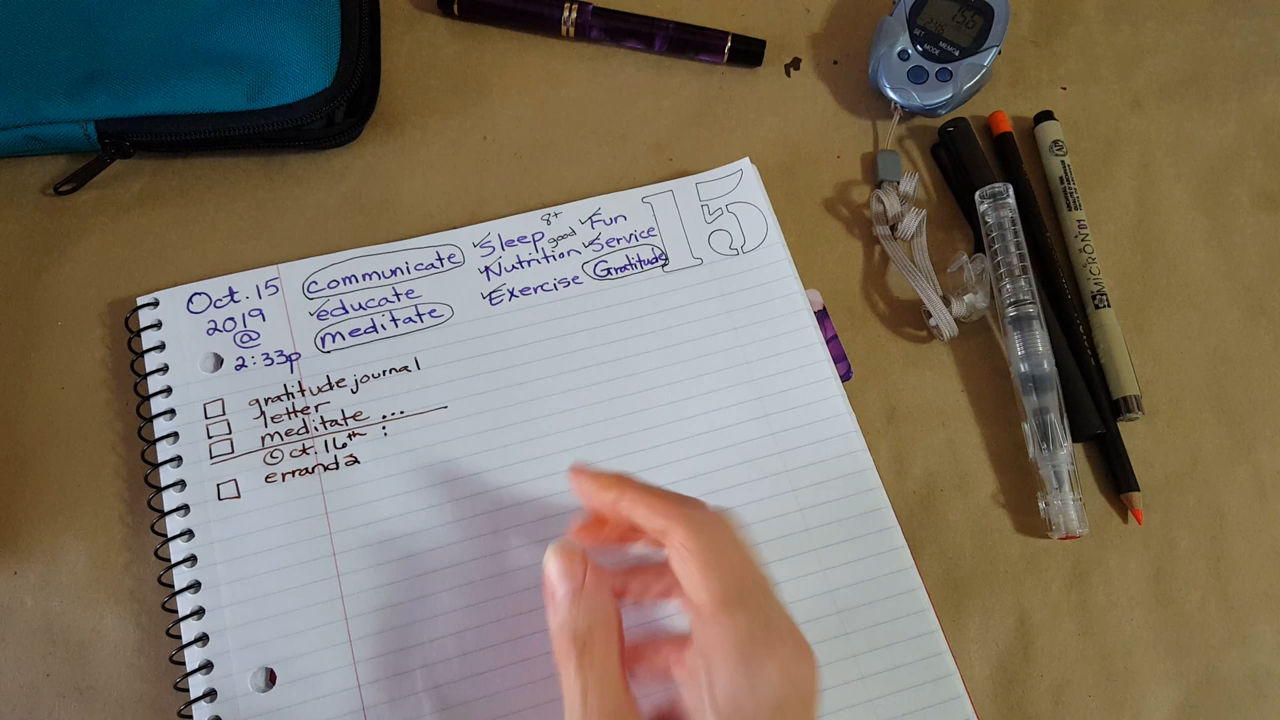 Oct. 15
2019
@
2:33p
communicate
✓educate
meditate
✓Sleep 8+
✓Nutrition good
✓Exercise
✓Fun
✓Service
Gratitude
15
gratitude journal
letter
meditate ...
Oct. 16th :
errands
156
SET
MODE
MEMO
MICRON 01